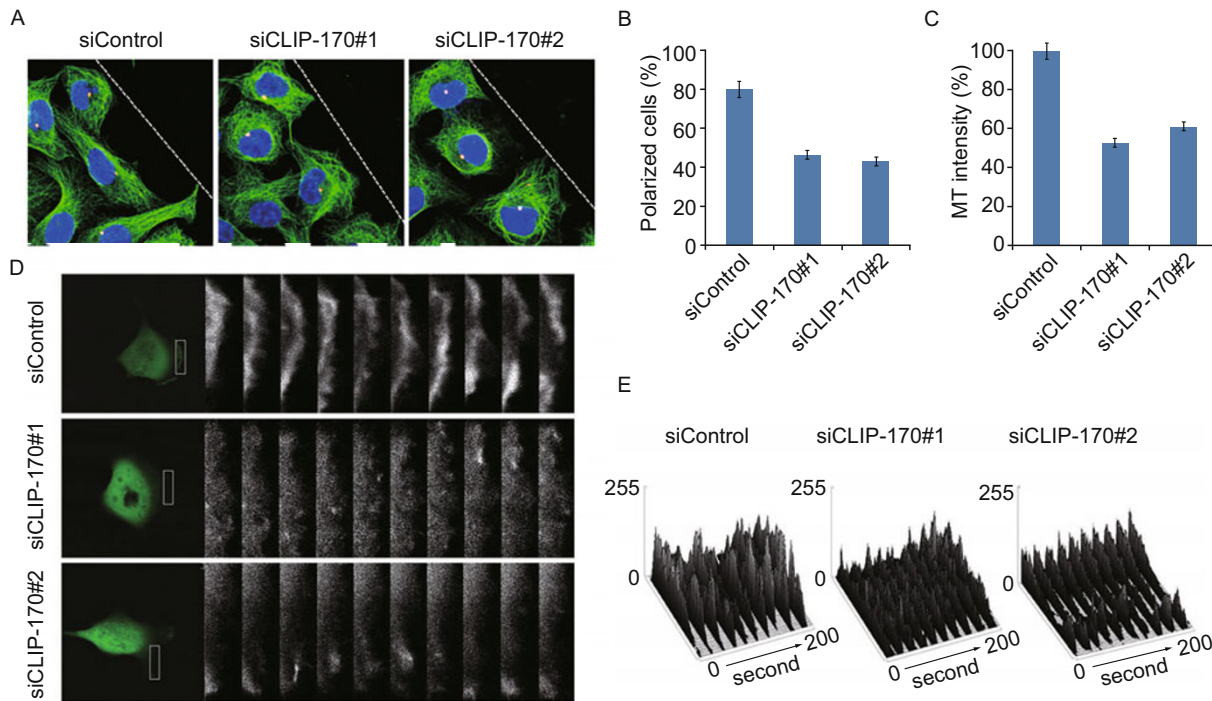 A
siControl
siCLIP-170#1
siCLIP-170#2
B
Polarized cells (%)
100
80
60
40
20
0
siControl
siCLIP-170#1
siCLIP-170#2
C
MT intensity (%)
100
80
60
40
20
0
siControl
siCLIP-170#1
siCLIP-170#2
D
siControl
siCLIP-170#1
siCLIP-170#2
E
siControl
siCLIP-170#1
siCLIP-170#2
255
0
0
second
200
255
0
0
second
200
255
0
0
second
200